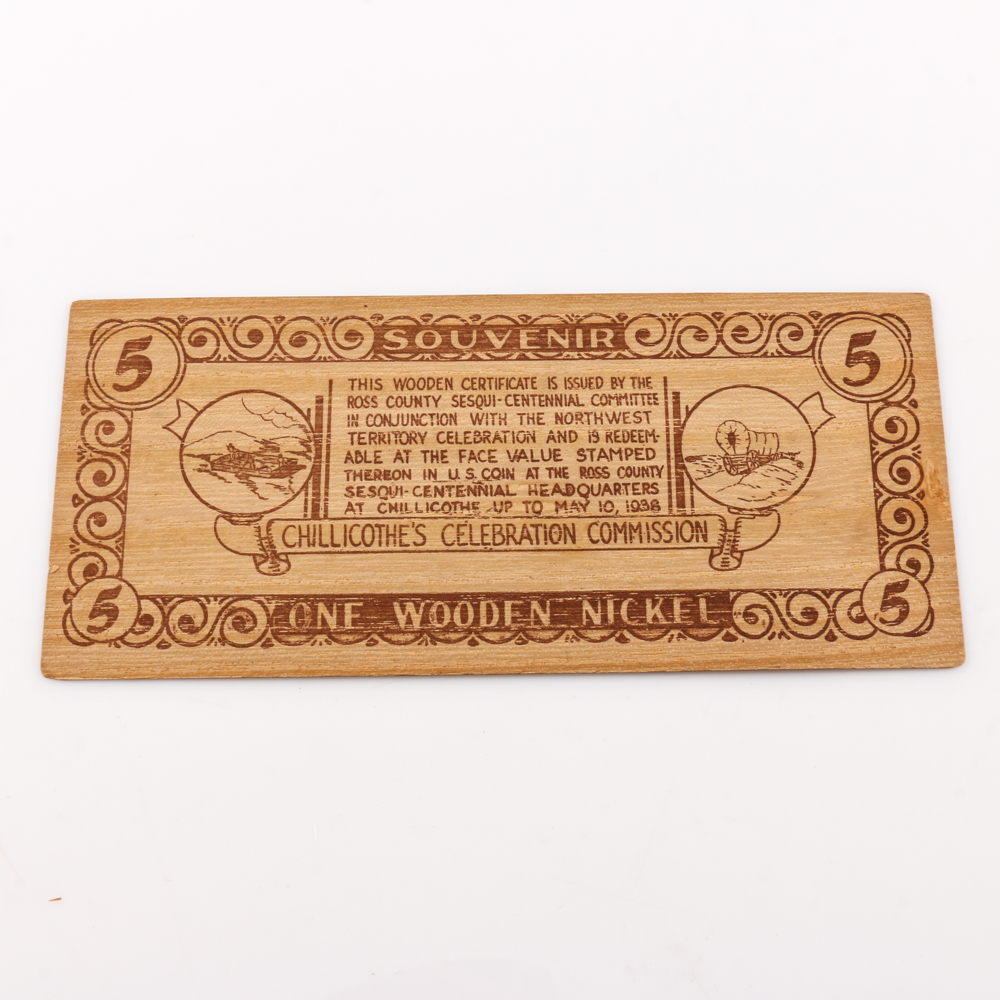 5 SOUVENIR 5
THIS WOODEN CERTIFICATE IS ISSUED BY THE
ROSS COUNTY SESQUI-CENTENNIAL COMMITTEE
IN CONJUNCTION WITH THE NORTHWEST
TERRITORY CELEBRATION AND IS REDEEM-
ABLE AT THE FACE VALUE STAMPED
THEREON IN U.S. COIN AT THE ROSS COUNTY
SESQUI-CENTENNIAL HEADQUARTERS
AT CHILLICOTHE UP TO MAY 10, 1938
CHILLICOTHE'S CELEBRATION COMMISSION
5 ONE WOODEN NICKEL 5